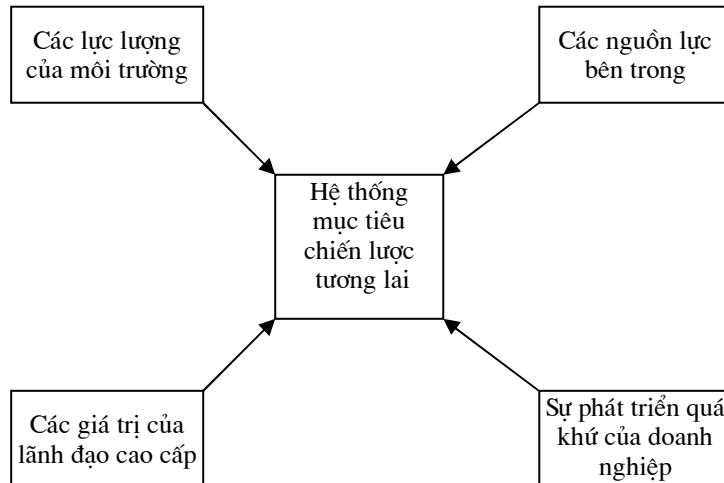 Các lực lượng
của môi trường
Các nguồn lực
bên trong
Hệ thống
mục tiêu
chiến lược
tương lai
Các giá trị của
lãnh đạo cao cấp
Sự phát triển quá
khứ của doanh
nghiệp